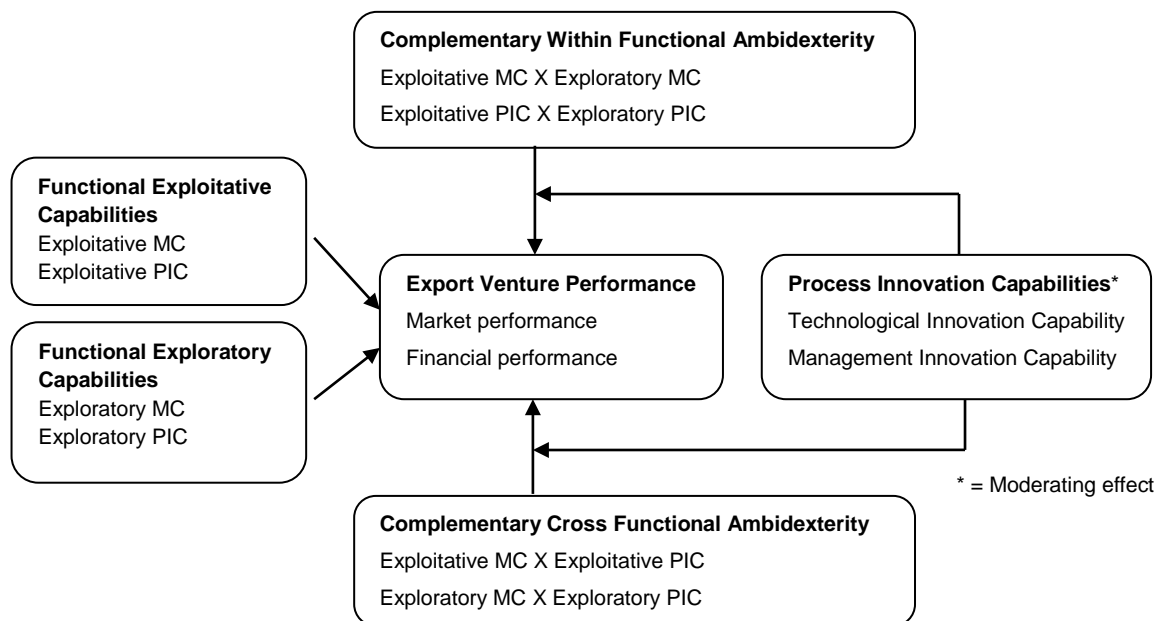 Complementary Within Functional Ambidexterity
Exploitative MC X Exploratory MC
Exploitative PIC X Exploratory PIC
Functional Exploitative
Capabilities
Exploitative MC
Exploitative PIC
Functional Exploratory
Capabilities
Exploratory MC
Exploratory PIC
Export Venture Performance
Market performance
Financial performance
Process Innovation Capabilities*
Technological Innovation Capability
Management Innovation Capability
* = Moderating effect
Complementary Cross Functional Ambidexterity
Exploitative MC X Exploitative PIC
Exploratory MC X Exploratory PIC